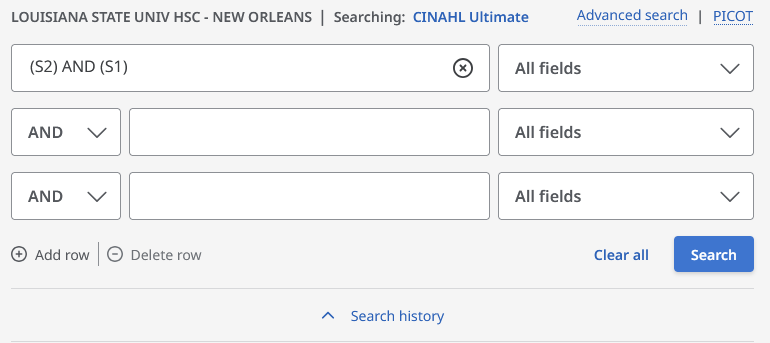 LOUISIANA STATE UNIV HSC - NEW ORLEANS | Searching: CINAHL Ultimate Advanced search | PICOT
(S2) AND (S1) All fields
AND All fields
AND All fields
Add row Delete row Clear all Search
Search history